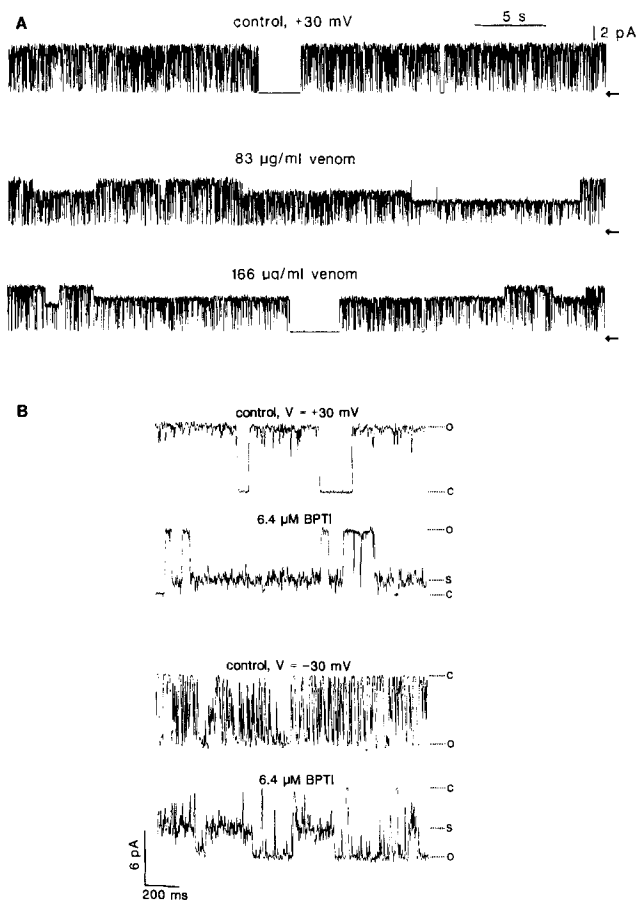 A
control, +30 mV
5 s
2 pA
83 µg/ml venom
166 µg/ml venom
B
control, V = +30 mV
O
C
6.4 µM BPTI
O
S
C
control, V = −30 mV
C
O
6.4 µM BPTI
C
S
O
6 pA
200 ms